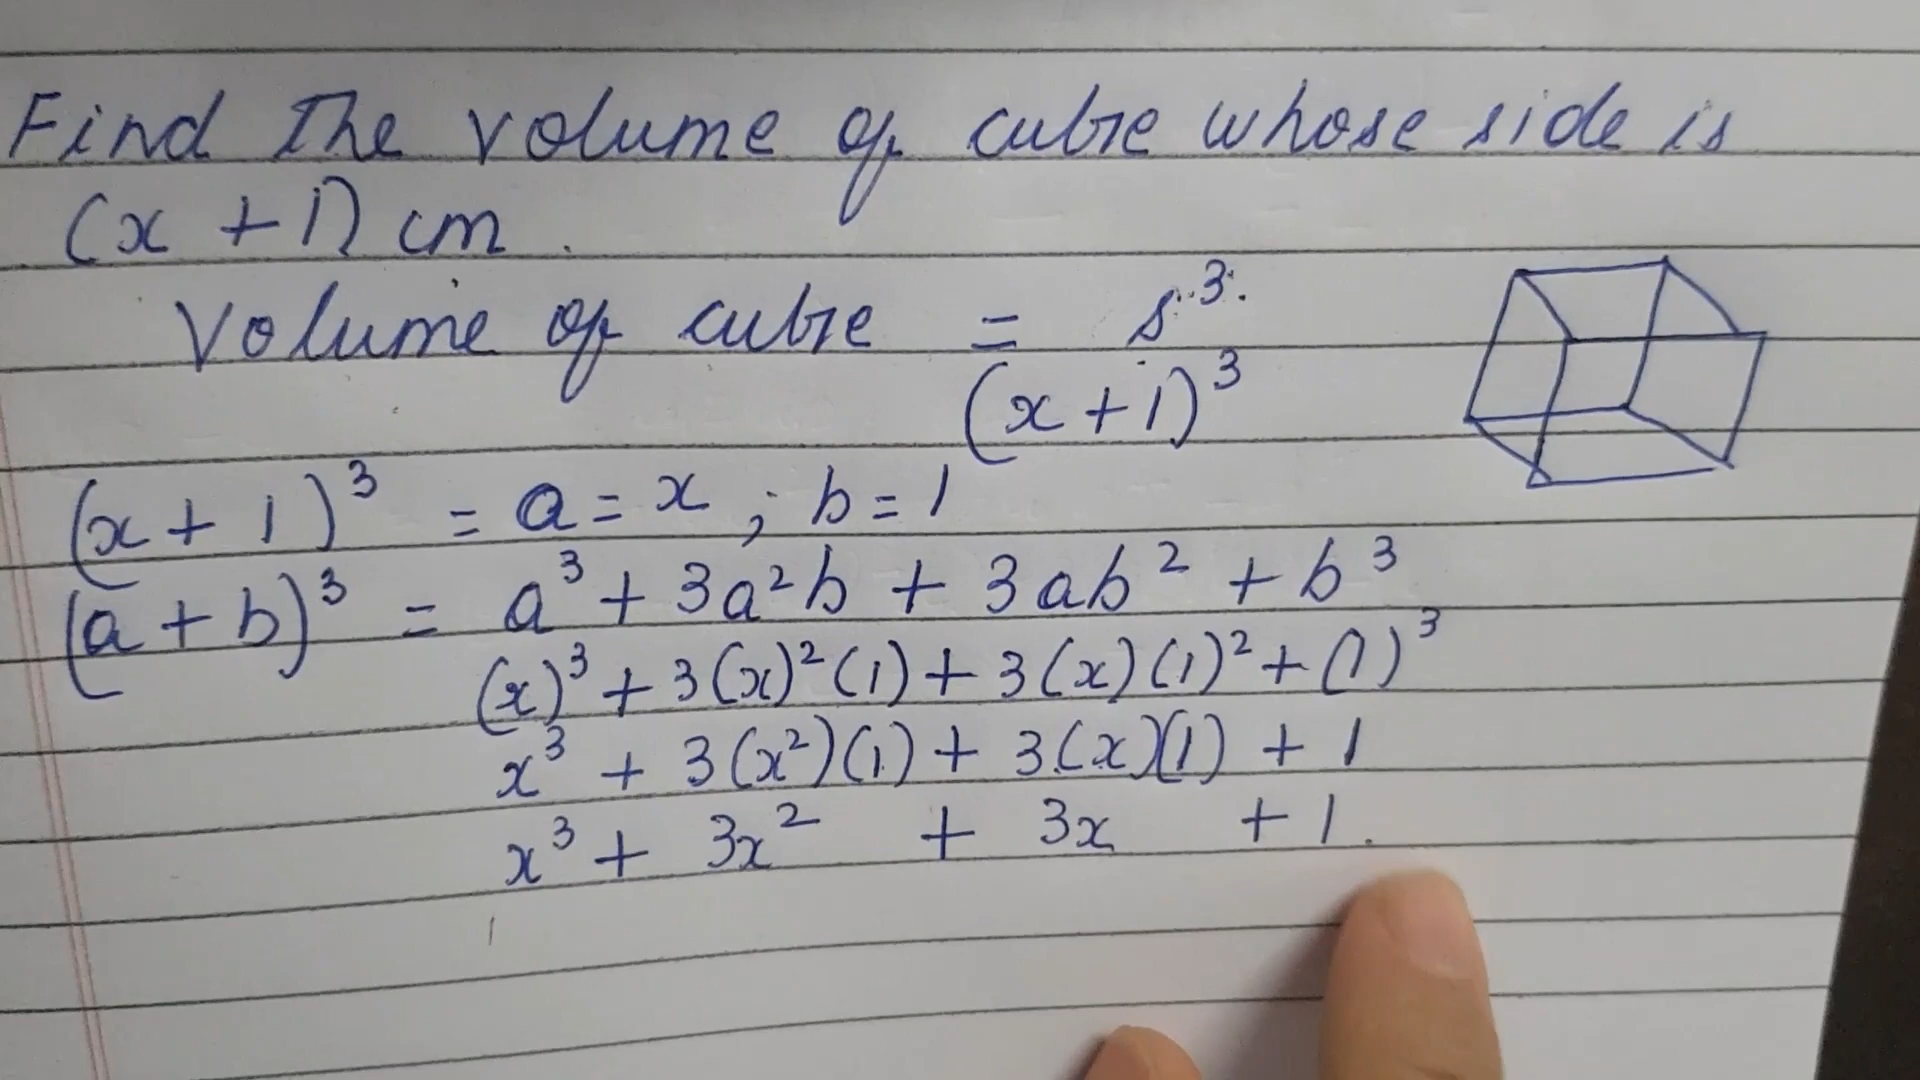 Find the volume of cube whose side is
(x + 1) cm.
Volume of cube = s³
(x + 1)³
(x + 1)³ = a = x ; b = 1
(a + b)³ = a³ + 3a²b + 3ab² + b³
(x)³ + 3(x)²(1) + 3(x)(1)² + (1)³
x³ + 3(x²)(1) + 3(x)(1) + 1
x³ + 3x² + 3x + 1.